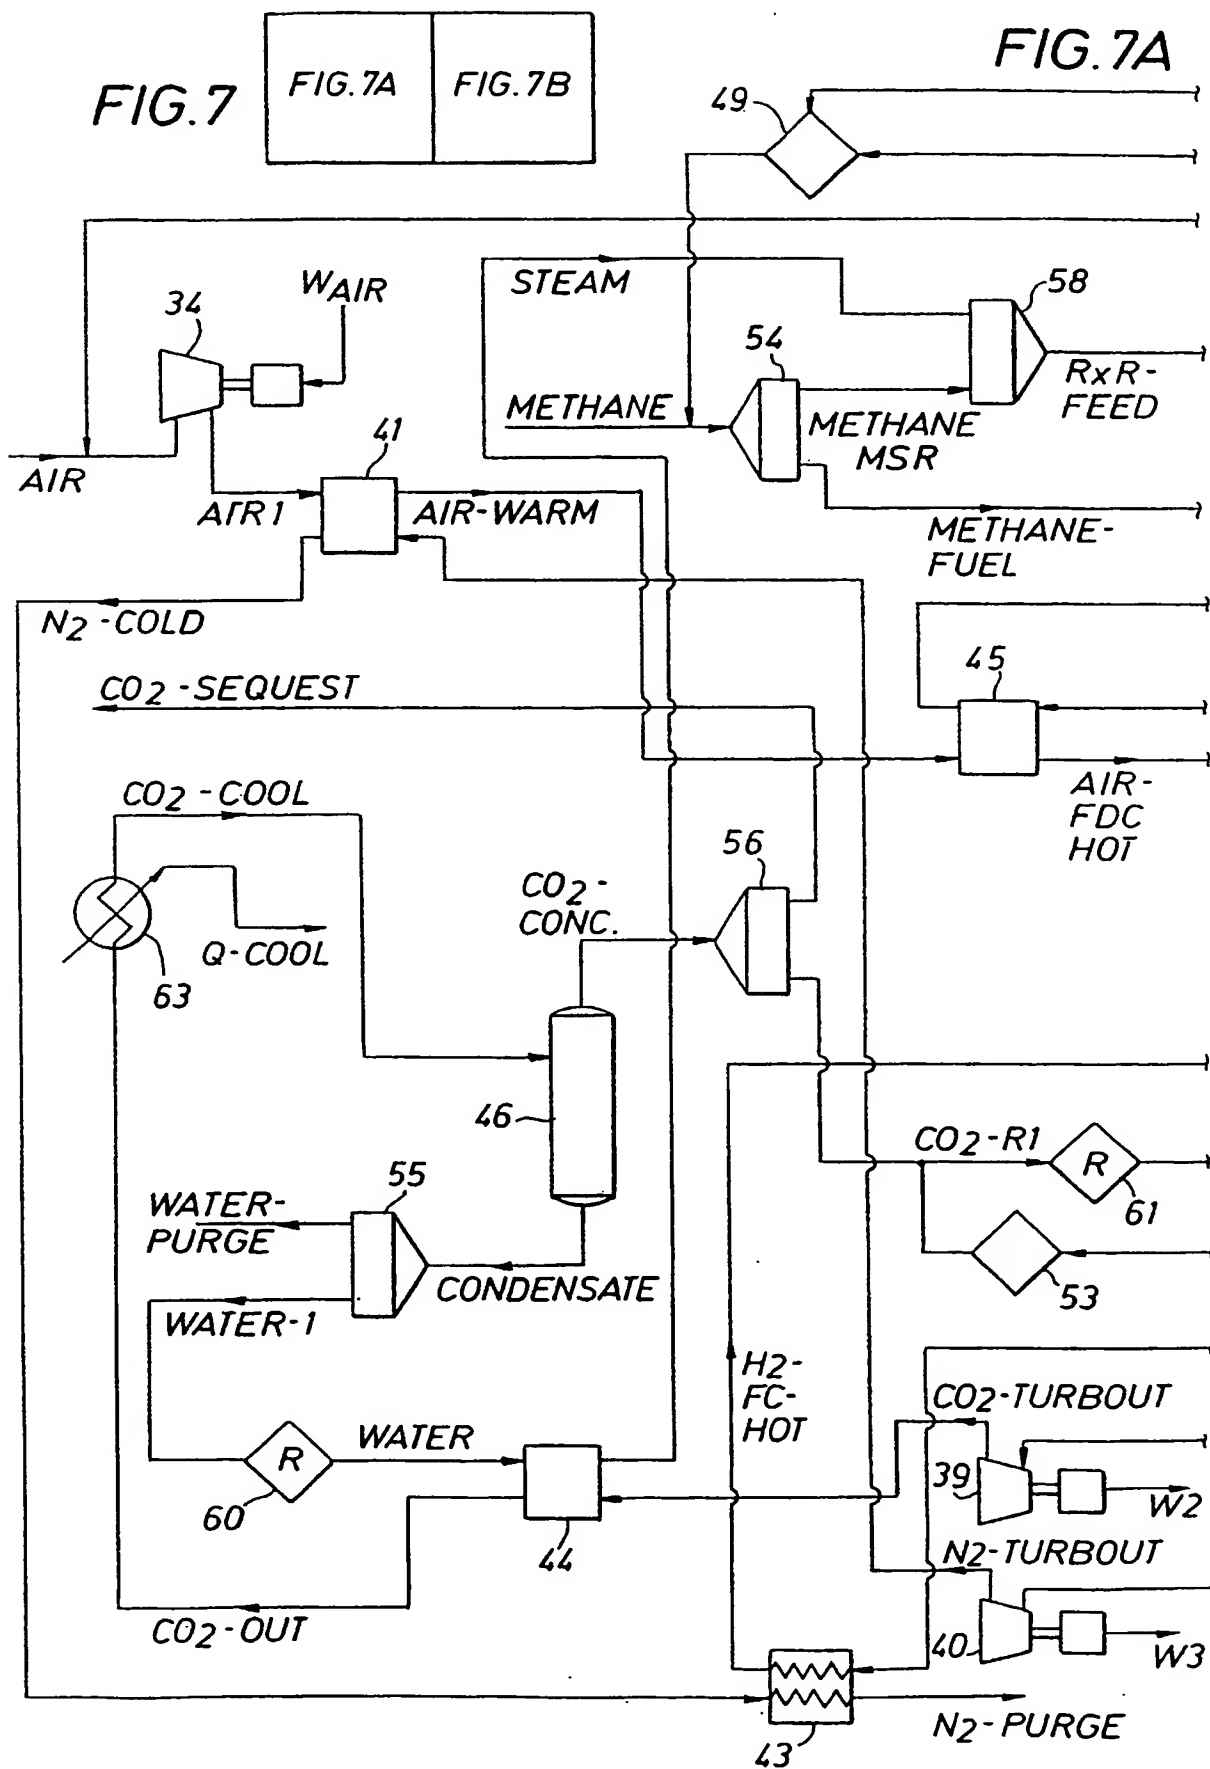 FIG. 7
FIG. 7A
FIG. 7B
FIG. 7A
49
STEAM
58
WAIR
34
54
RxR-
FEED
METHANE
METHANE
MSR
41
AIR
AIR1
AIR-WARM
METHANE-
FUEL
N2-COLD
CO2-SEQUEST
45
AIR-
FDC
HOT
CO2-COOL
56
CO2-
CONC.
Q-COOL
63
46
CO2-R1
R
61
55
WATER-
PURGE
CONDENSATE
53
WATER-1
H2-
FC-
HOT
CO2-TURBOUT
WATER
R
39
W2
60
44
N2-TURBOUT
CO2-OUT
40
W3
N2-PURGE
43